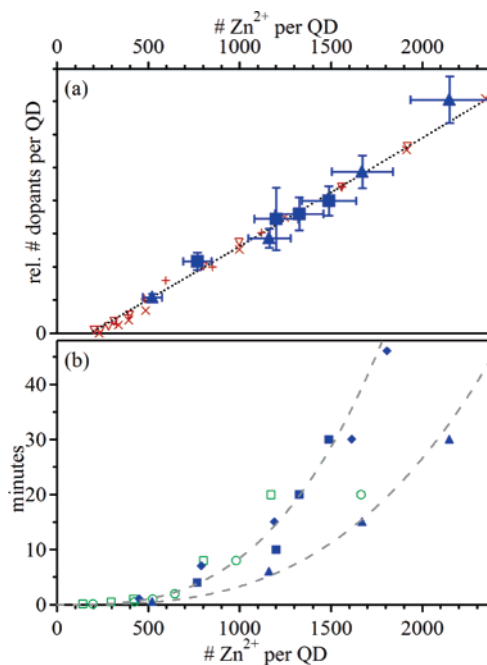 # Zn²⁺ per QD
0 500 1000 1500 2000
(a)
rel. # dopants per QD
0
(b)
minutes
40
30
20
10
0
0 500 1000 1500 2000
# Zn²⁺ per QD